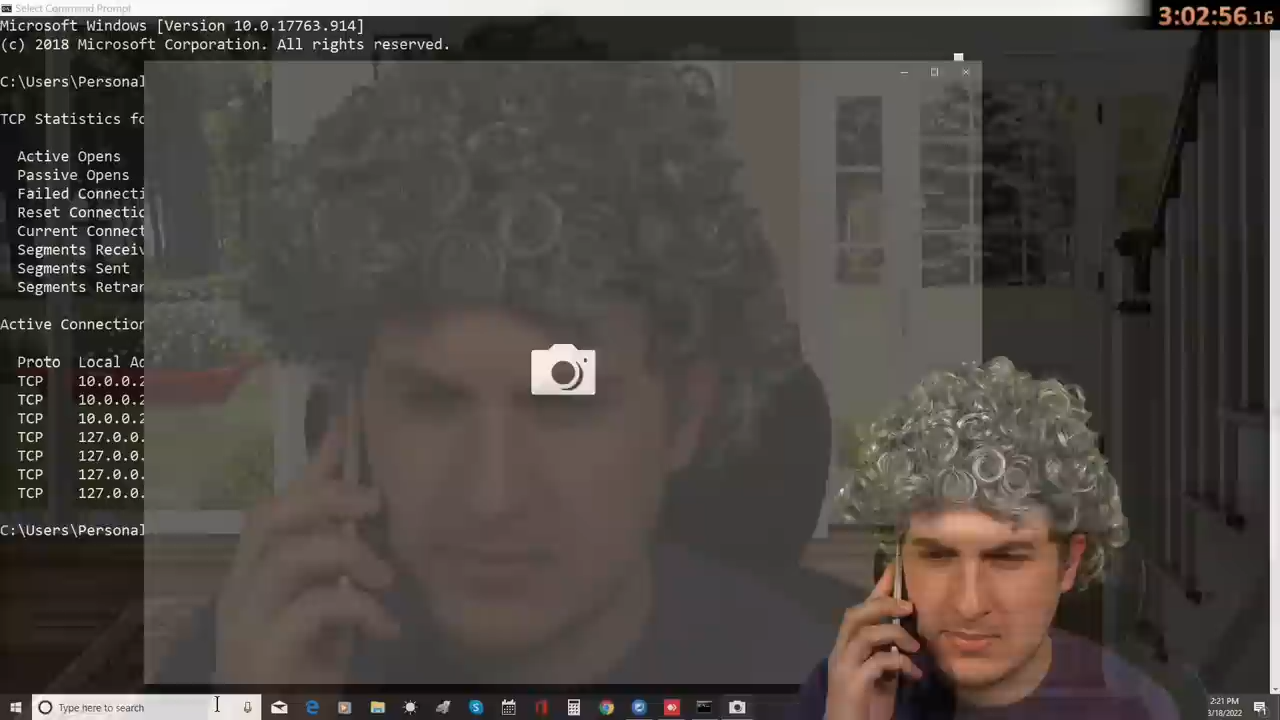 Select Command Prompt
3:02:56.16
Microsoft Windows [Version 10.0.17763.914]
(c) 2018 Microsoft Corporation. All rights reserved.
C:\Users\Personal
TCP Statistics fo
Active Opens
Passive Opens
Failed Connecti
Reset Connectio
Current Connect
Segments Receiv
Segments Sent
Segments Retran
Active Connection
Proto Local Ad
TCP 10.0.0.2
TCP 10.0.0.2
TCP 10.0.0.2
TCP 127.0.0.
TCP 127.0.0.
TCP 127.0.0.
TCP 127.0.0.
C:\Users\Personal
Type here to search
2:21 PM
3/18/2022